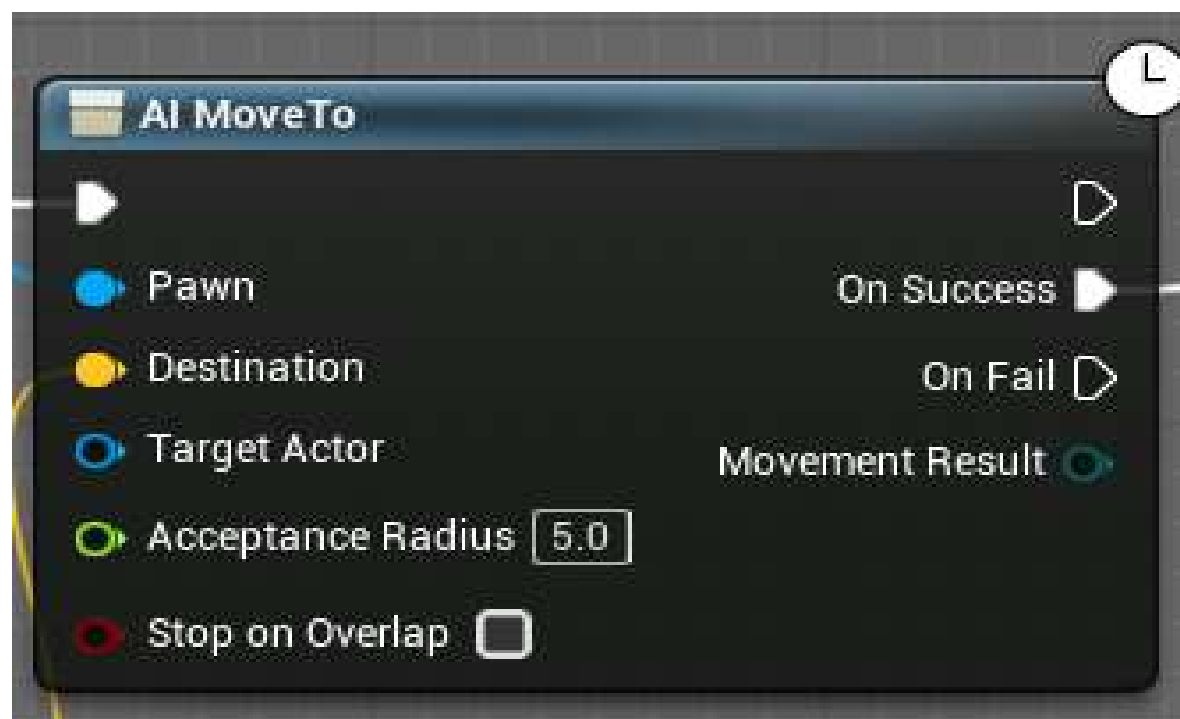 AI MoveTo
Pawn
On Success
Destination
On Fail
Target Actor
Movement Result
Acceptance Radius 5.0
Stop on Overlap